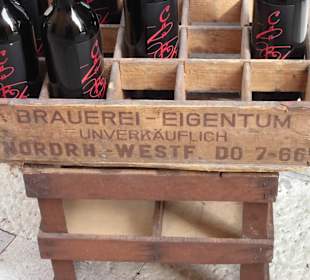 BRAUEREI-EIGENTUM
UNVERKÄUFLICH
NORDRH.-WESTF. DO 7-66